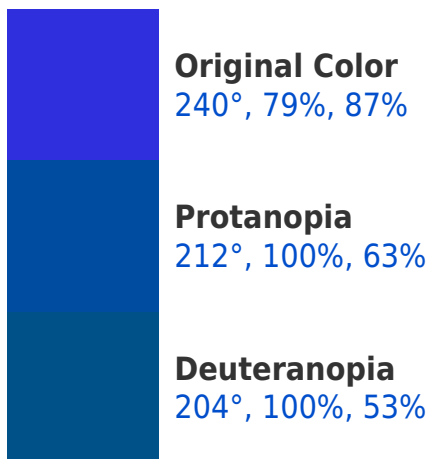 Original Color
240°, 79%, 87%
Protanopia
212°, 100%, 63%
Deuteranopia
204°, 100%, 53%